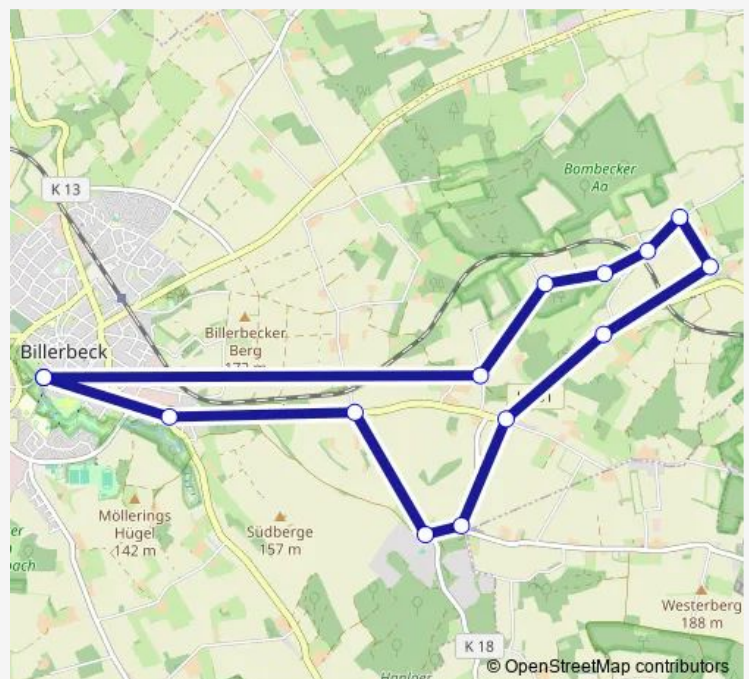 Bombecker
Aa
K 13
Billerbecker
Berg
Billerbeck
Möllerings
Hügel
142 m
Südberge
157 m
Westerberg
188 m
K 18
© OpenStreetMap contributors